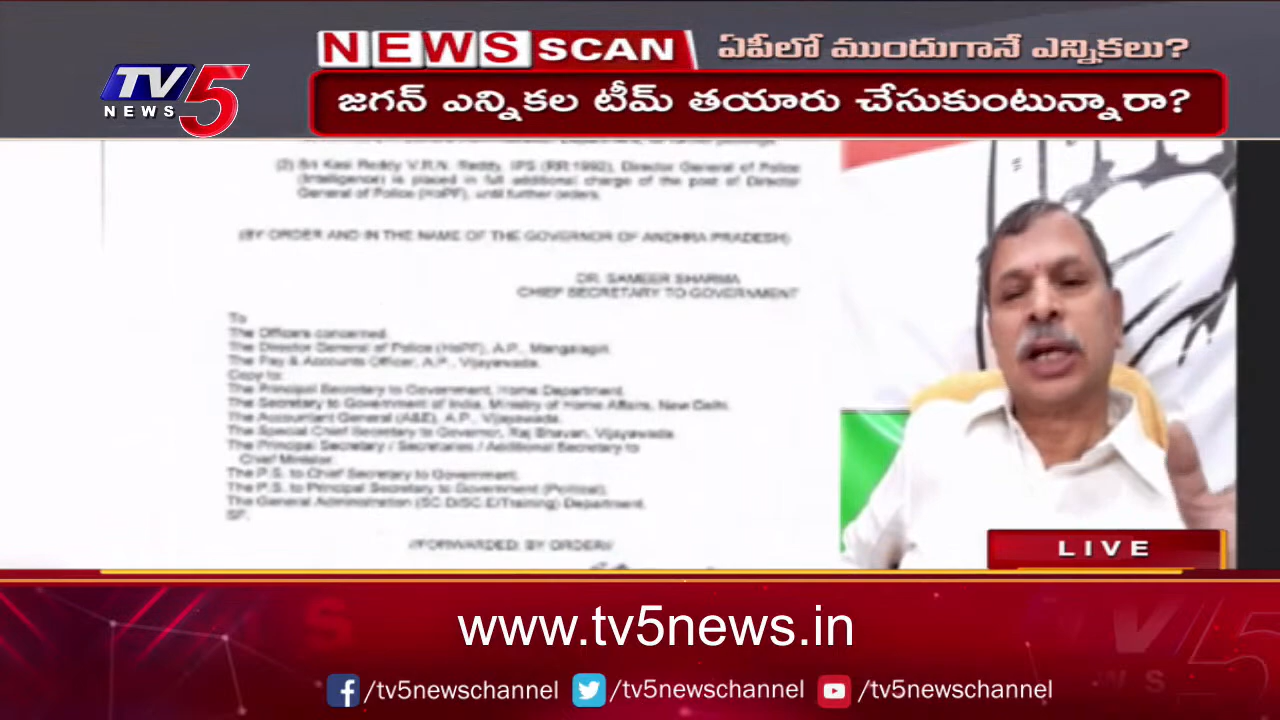 TV5
NEWS
NEWS SCAN
ఏపీలో ముందుగానే ఎన్నికలు?
జగన్ ఎన్నికల టీమ్ తయారు చేసుకుంటున్నారా?
(2) Sri Kasi Reddy V.R.N. Reddy, IPS (RR:1992), Director General of Police
(Intelligence) is placed in full additional charge of the post of Director
General of Police (HoPF), until further orders.
(BY ORDER AND IN THE NAME OF THE GOVERNOR OF ANDHRA PRADESH)
DR. SAMEER SHARMA
CHIEF SECRETARY TO GOVERNMENT
To
The Officers concerned.
The Director General of Police (HoPF), A.P., Mangalagiri.
The Pay & Accounts Officer, A.P., Vijayawada.
Copy to:
The Principal Secretary to Government, Home Department.
The Secretary to Government of India, Ministry of Home Affairs, New Delhi.
The Accountant General (A&E), A.P., Vijayawada.
The Special Chief Secretary to Governor, Raj Bhavan, Vijayawada.
The Principal Secretary / Secretaries / Additional Secretary to
Chief Minister.
The P.S. to Chief Secretary to Government.
The P.S. to Principal Secretary to Government (Political).
The General Administration (SC.D/SC.E/Training) Department.
SF.
//FORWARDED: BY ORDER//
LIVE
www.tv5news.in
/tv5newschannel
/tv5newschannel
/tv5newschannel